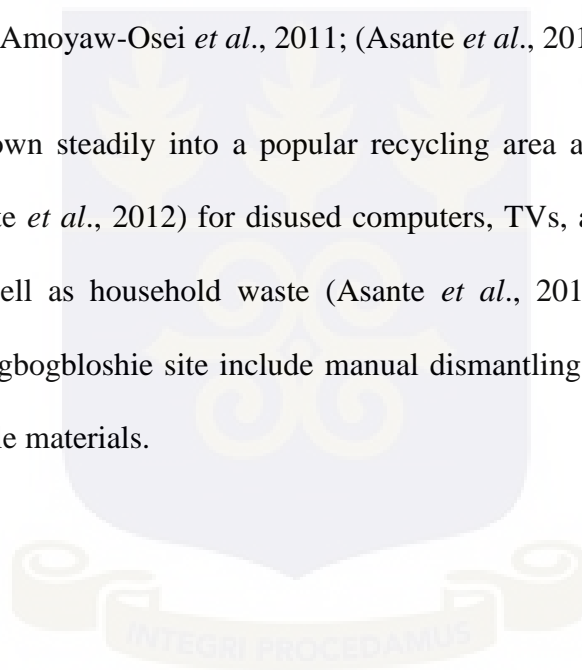 Amoyaw-Osei et al., 2011; (Asante et al., 201
own steadily into a popular recycling area a
te et al., 2012) for disused computers, TVs, a
ell as household waste (Asante et al., 201
gbogbloshie site include manual dismantling
le materials.
INTEGRI PROCEDAMUS